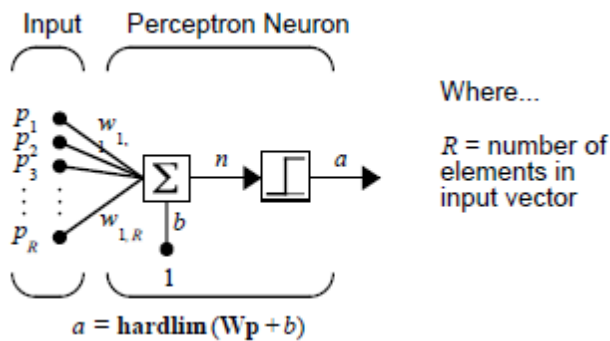 Input Perceptron Neuron
p1 w1,1 Where...
p2
p3 n a R = number of
Σ elements in
b input vector
pR w1,R
1
a = hardlim (Wp + b)